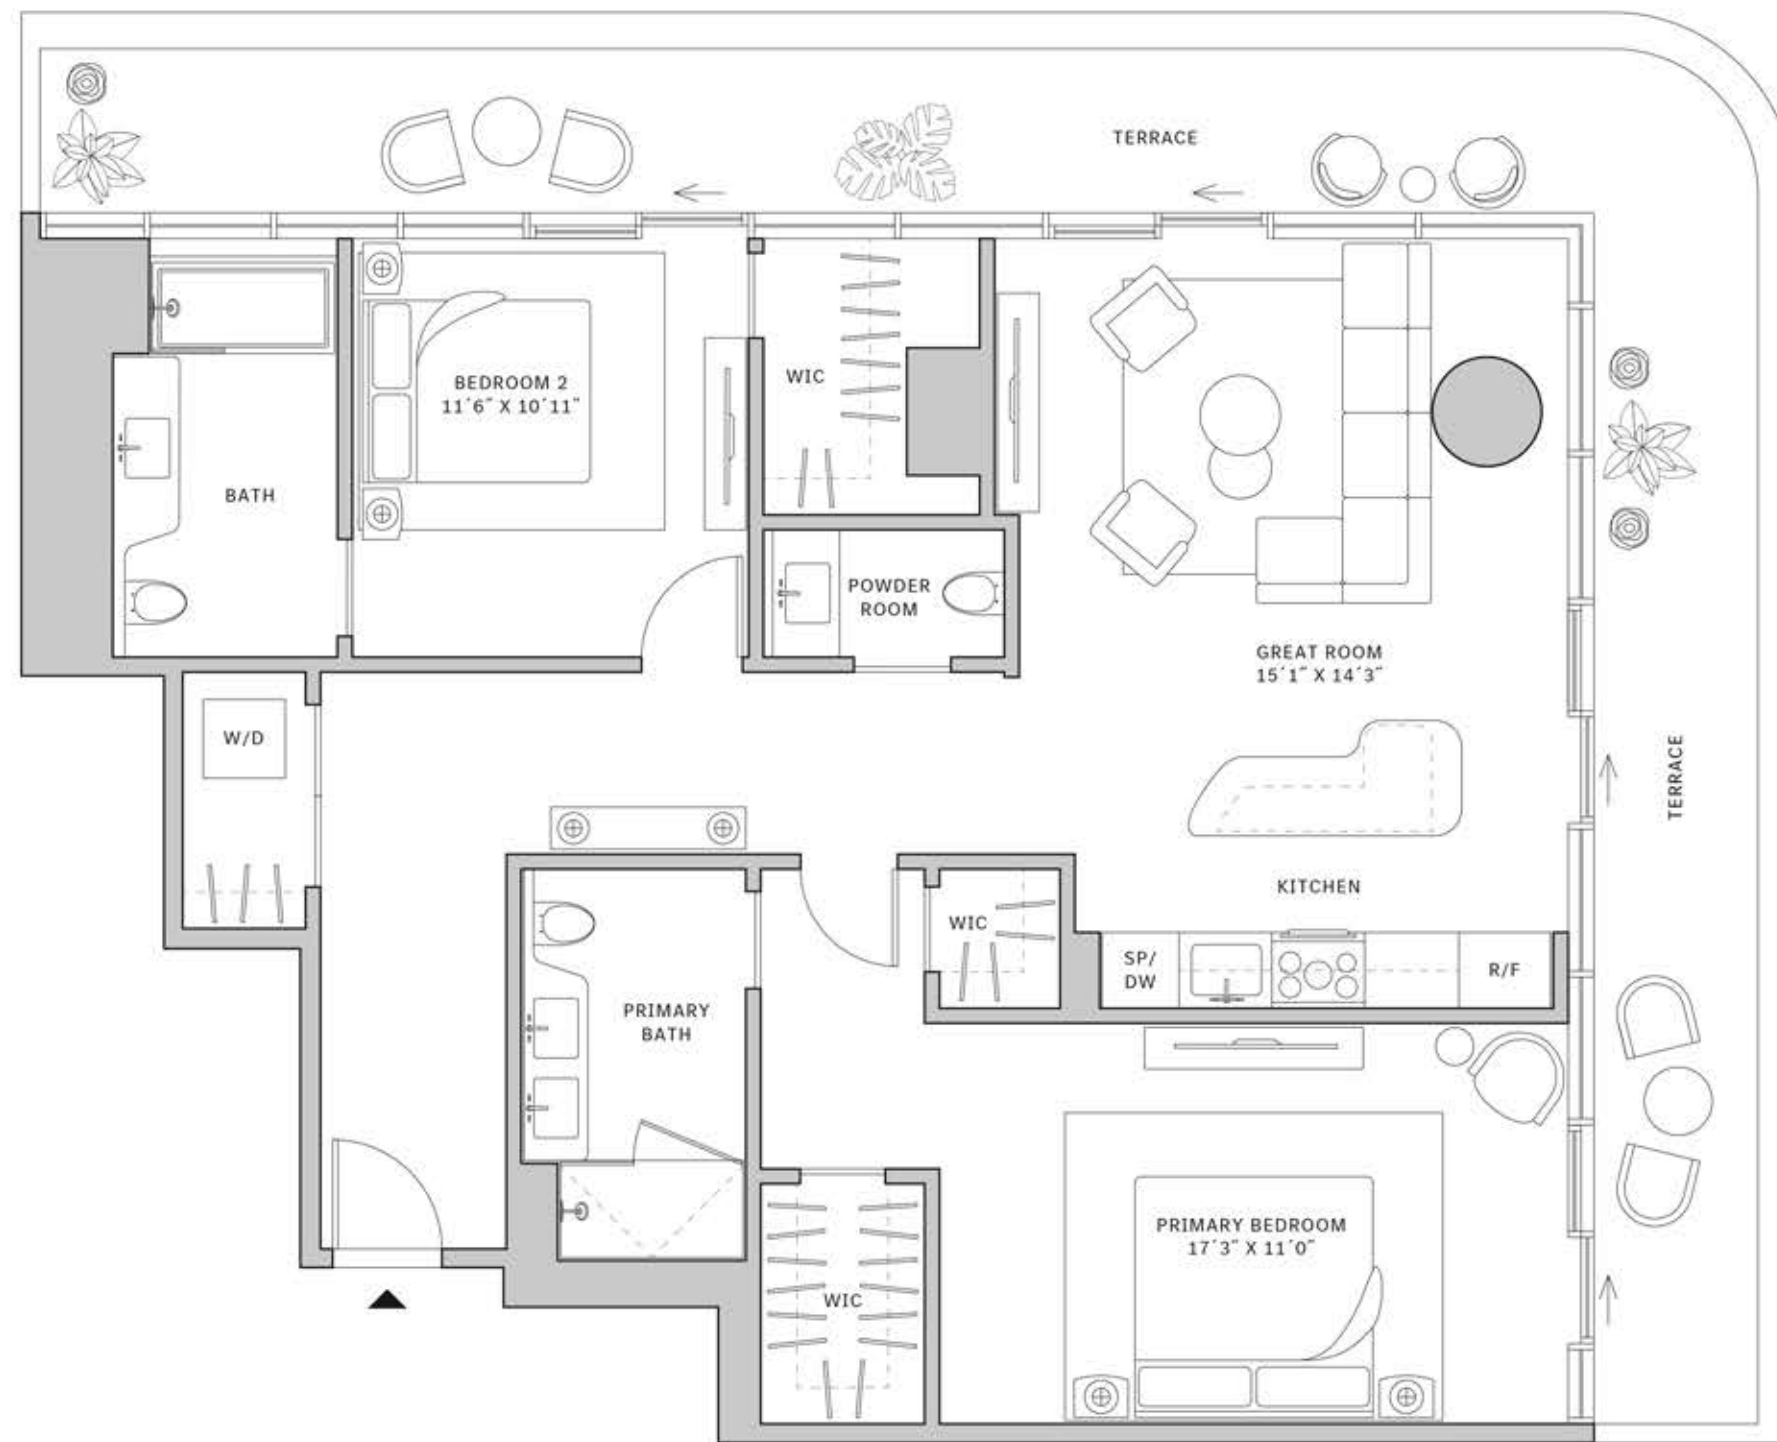 TERRACE
BEDROOM 2
11´6˝ X 10´11˝
WIC
BATH
POWDER
ROOM
GREAT ROOM
15´1˝ X 14´3˝
W/D
TERRACE
KITCHEN
WIC
SP/
DW
R/F
PRIMARY
BATH
PRIMARY BEDROOM
17´3˝ X 11´0˝
WIC